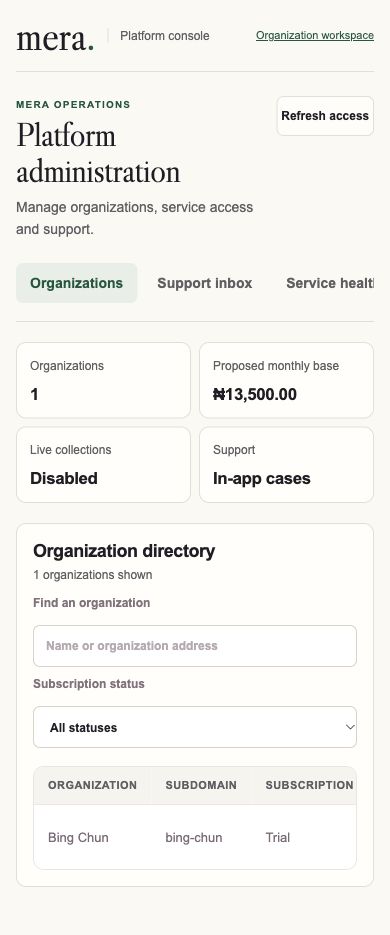 mera.
Platform console
Organization workspace
MERA OPERATIONS
Refresh access
Platform
administration
Manage organizations, service access
and support.
Organizations
Support inbox
Service healt
Organizations
1
Proposed monthly base
₦13,500.00
Live collections
Disabled
Support
In-app cases
Organization directory
1 organizations shown
Find an organization
Name or organization address
Subscription status
All statuses
ORGANIZATION SUBDOMAIN SUBSCRIPTION
Bing Chun bing-chun Trial